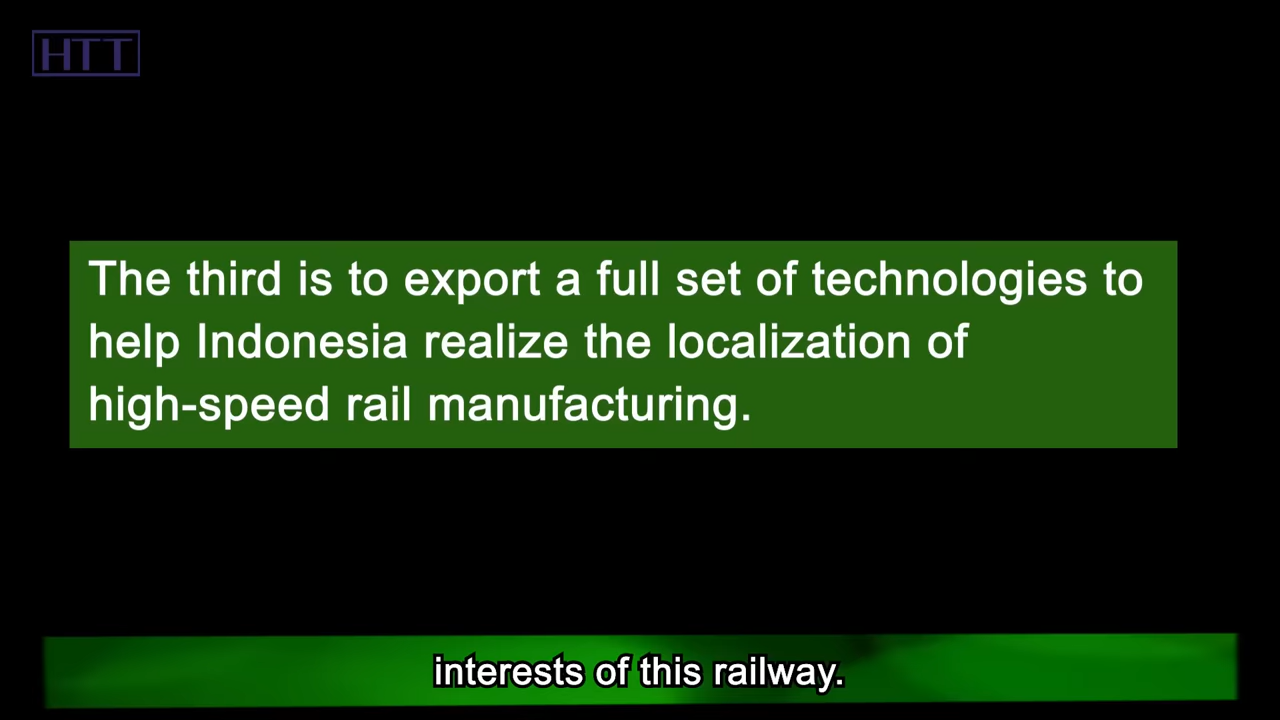 HTT
The third is to export a full set of technologies to
help Indonesia realize the localization of
high-speed rail manufacturing.
interests of this railway.